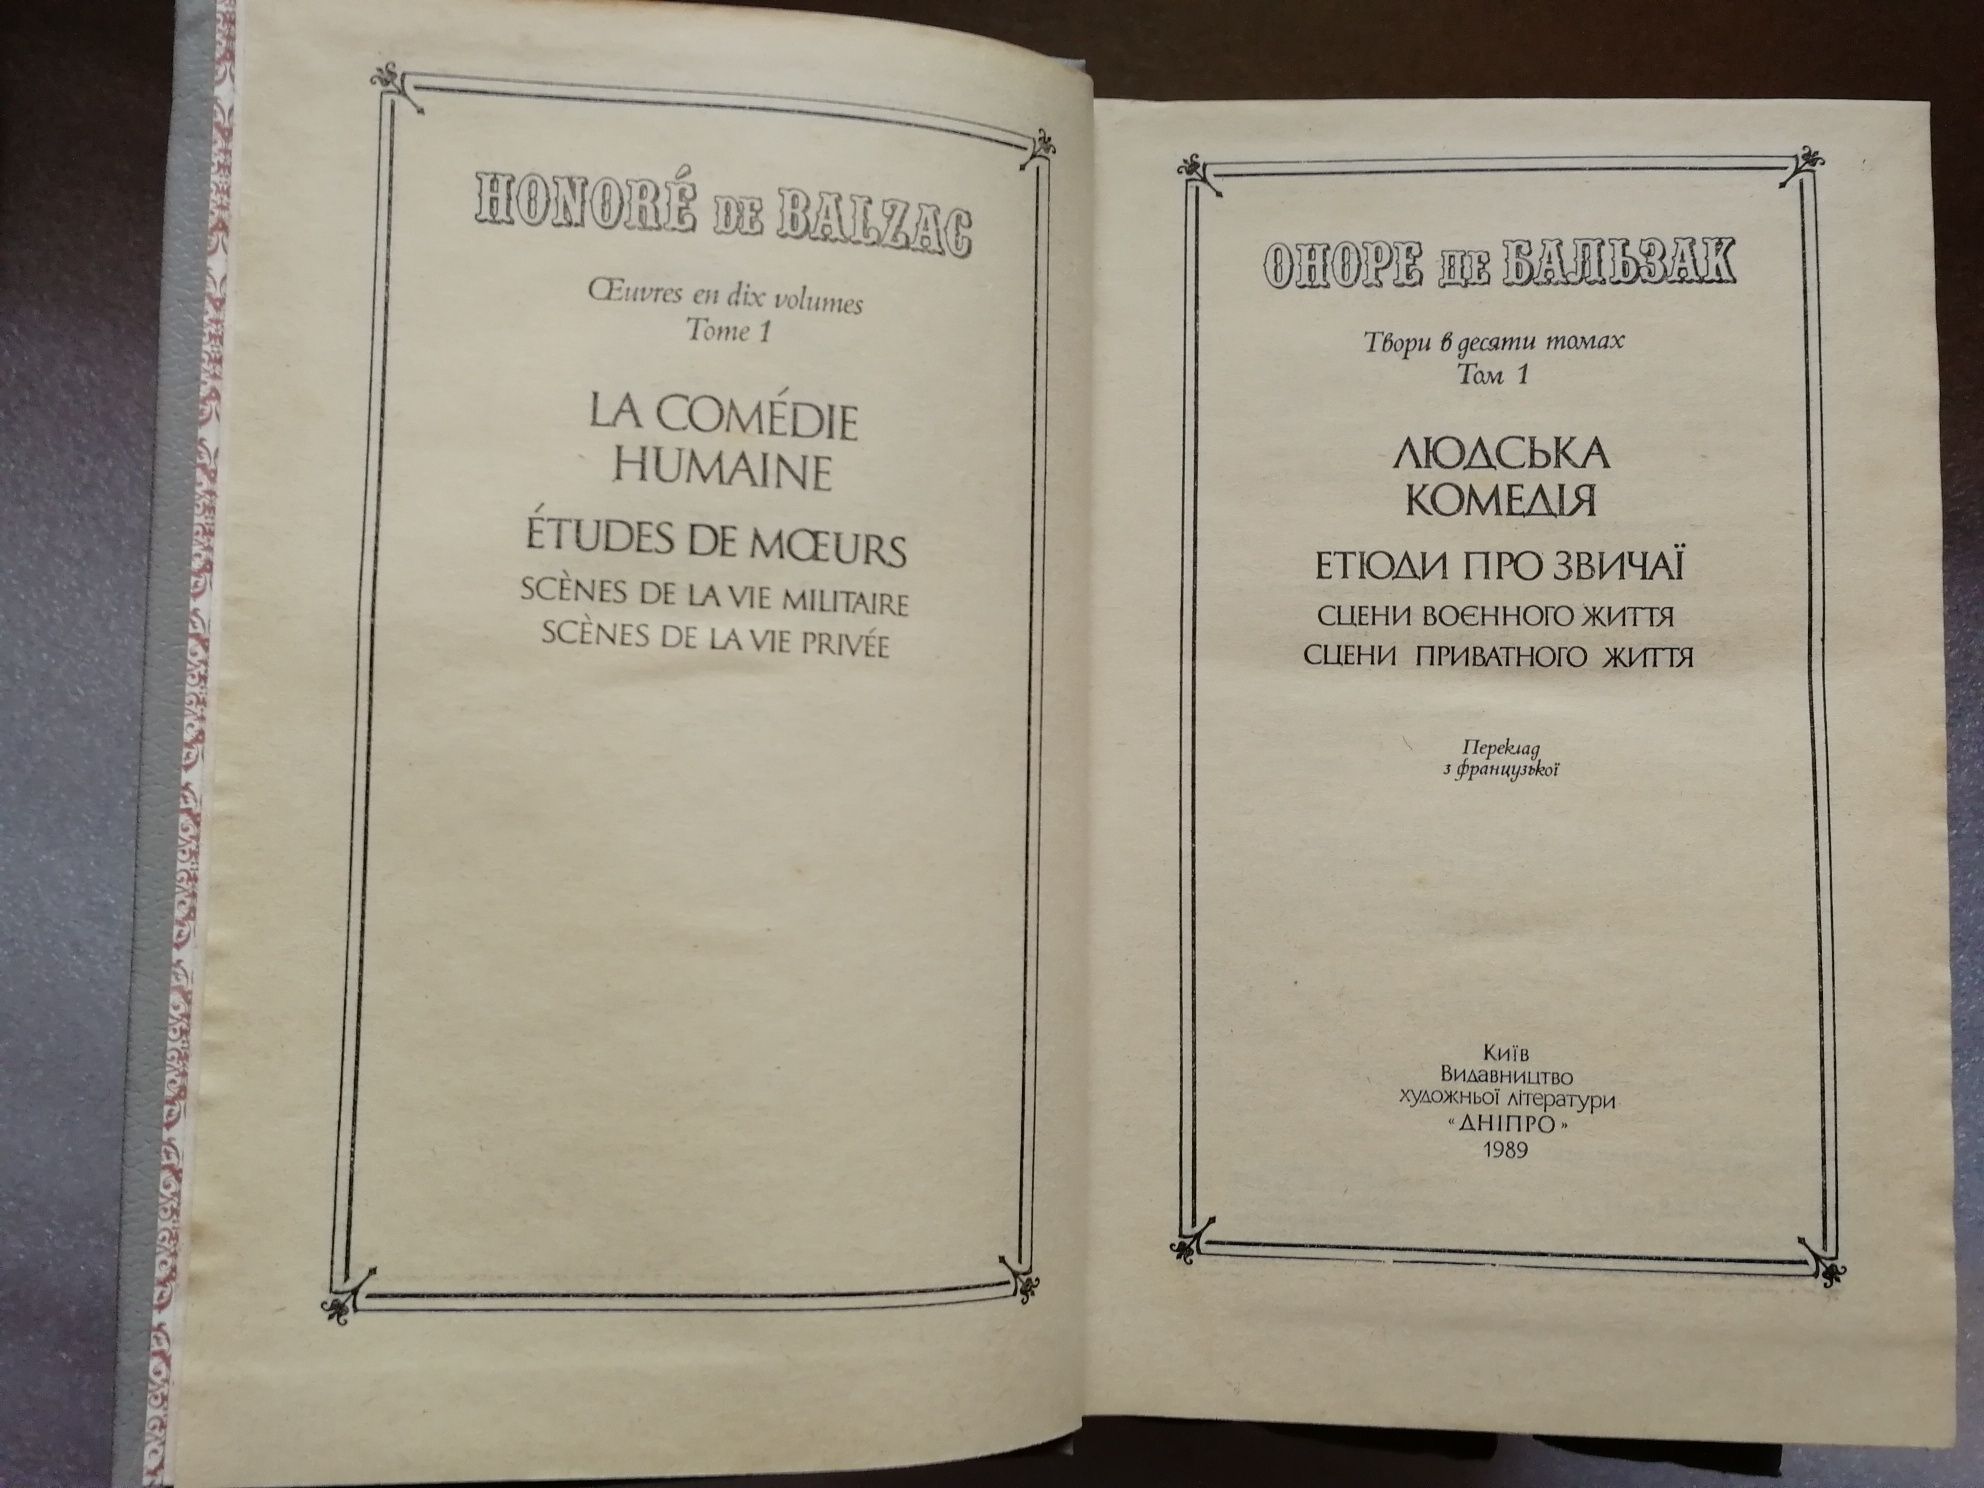 HONORÉ DE BALZAC
Œuvres en dix volumes
Tome 1
LA COMÉDIE
HUMAINE
ÉTUDES DE MŒURS
SCÈNES DE LA VIE MILITAIRE
SCÈNES DE LA VIE PRIVÉE
ОНОРЕ ДЕ БАЛЬЗАК
Твори в десяти томах
Том 1
ЛЮДСЬКА
КОМЕДІЯ
ЕТЮДИ ПРО ЗВИЧАЇ
СЦЕНИ ВОЄННОГО ЖИТТЯ
СЦЕНИ ПРИВАТНОГО ЖИТТЯ
Переклад
з французької
Київ
Видавництво
художньої літератури
«ДНІПРО»
1989